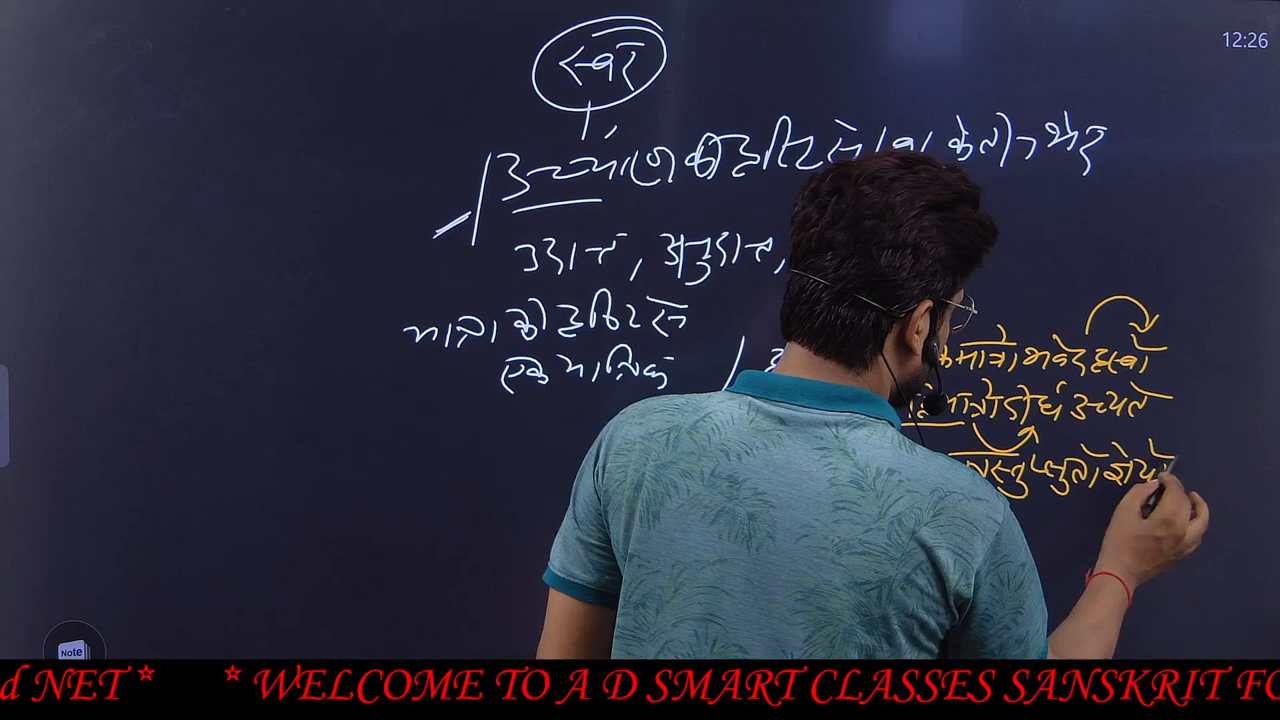 12:26
स्वर
उच्चारण की दृष्टि से के तीन भेद
उदात्त, अनुदात्त,
मात्रा की दृष्टि से
एकमात्रिक
कमात्रो भवेद् ह्रस्वो
द्विमात्रो दीर्घ उच्यते
स्तु प्लुतो ज्ञेयो
Note
d NET * * WELCOME TO A D SMART CLASSES SANSKRIT FO